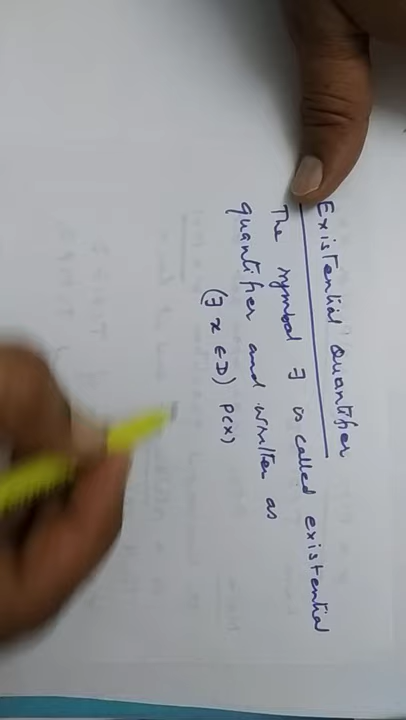 Existential Quantifier
The symbol ∃ is called existential
quantifier and written as
(∃ x ∈ D) P(x)